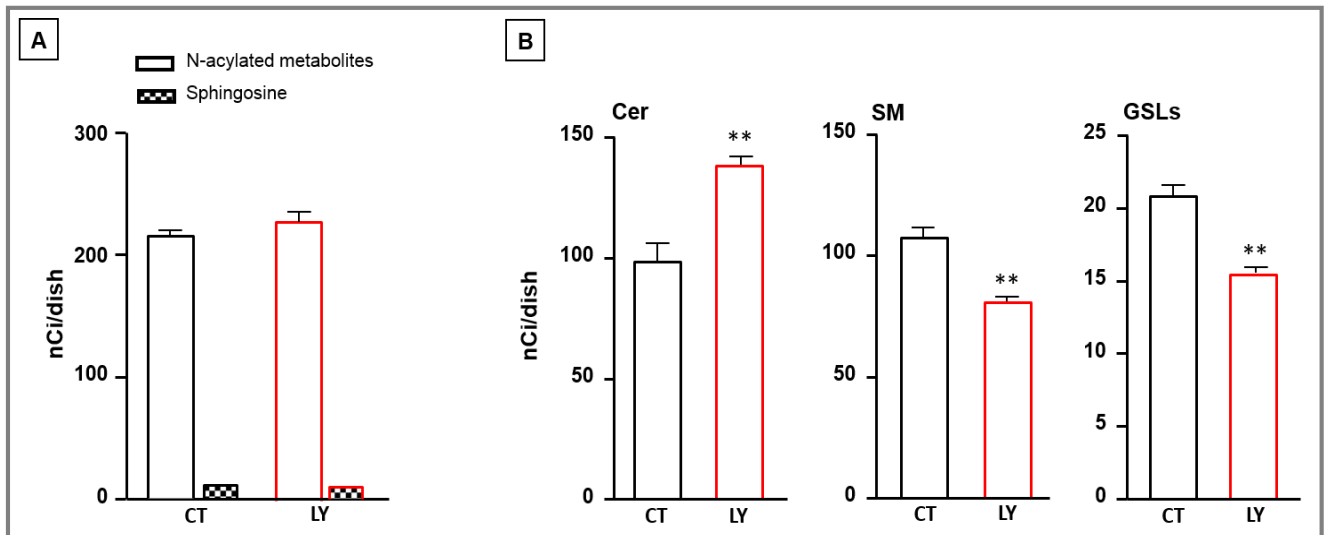 A
N-acylated metabolites
Sphingosine
300
200
100
0
nCi/dish
CT
LY
B
Cer
150
100
50
0
nCi/dish
**
CT
LY
SM
150
100
50
0
**
CT
LY
GSLs
25
20
15
10
5
0
**
CT
LY